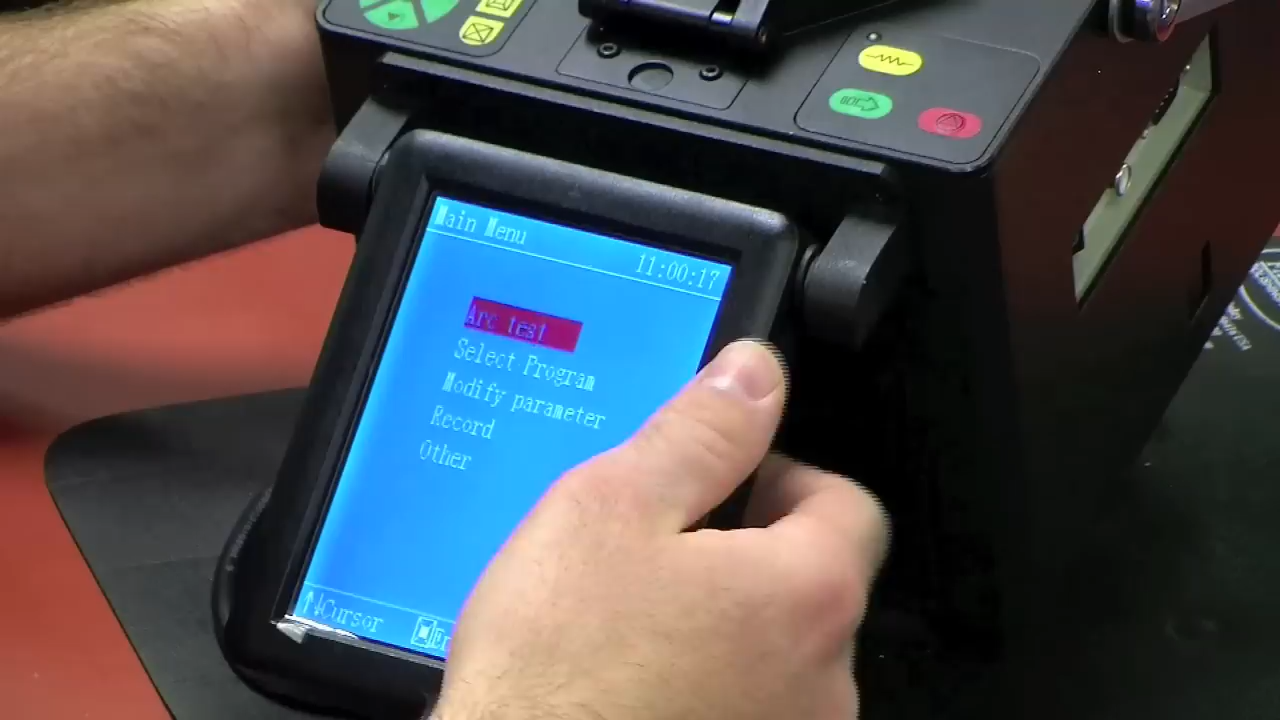 Main Menu
11:00:17
Arc test
Select Program
Modify parameter
Record
Other
↑↓Cursor